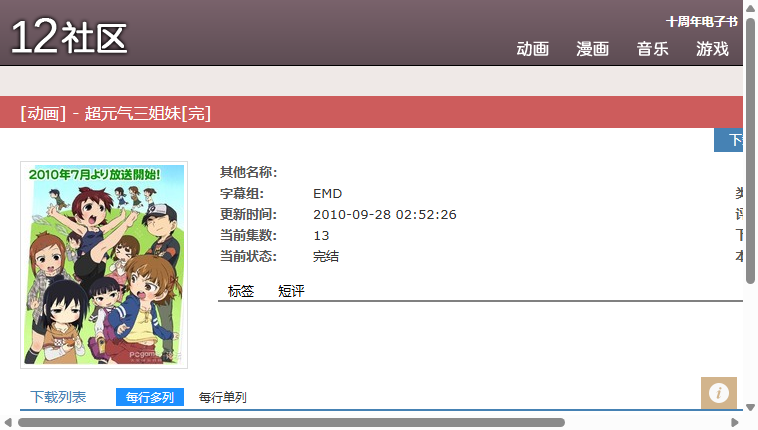 12社区
十周年电子书
动画 漫画 音乐 游戏
[动画] - 超元气三姐妹[完]
2010年7月より放送開始!
其他名称:
字幕组: EMD
更新时间: 2010-09-28 02:52:26
当前集数: 13
当前状态: 完结
标签 短评
下载列表 每行多列 每行单列